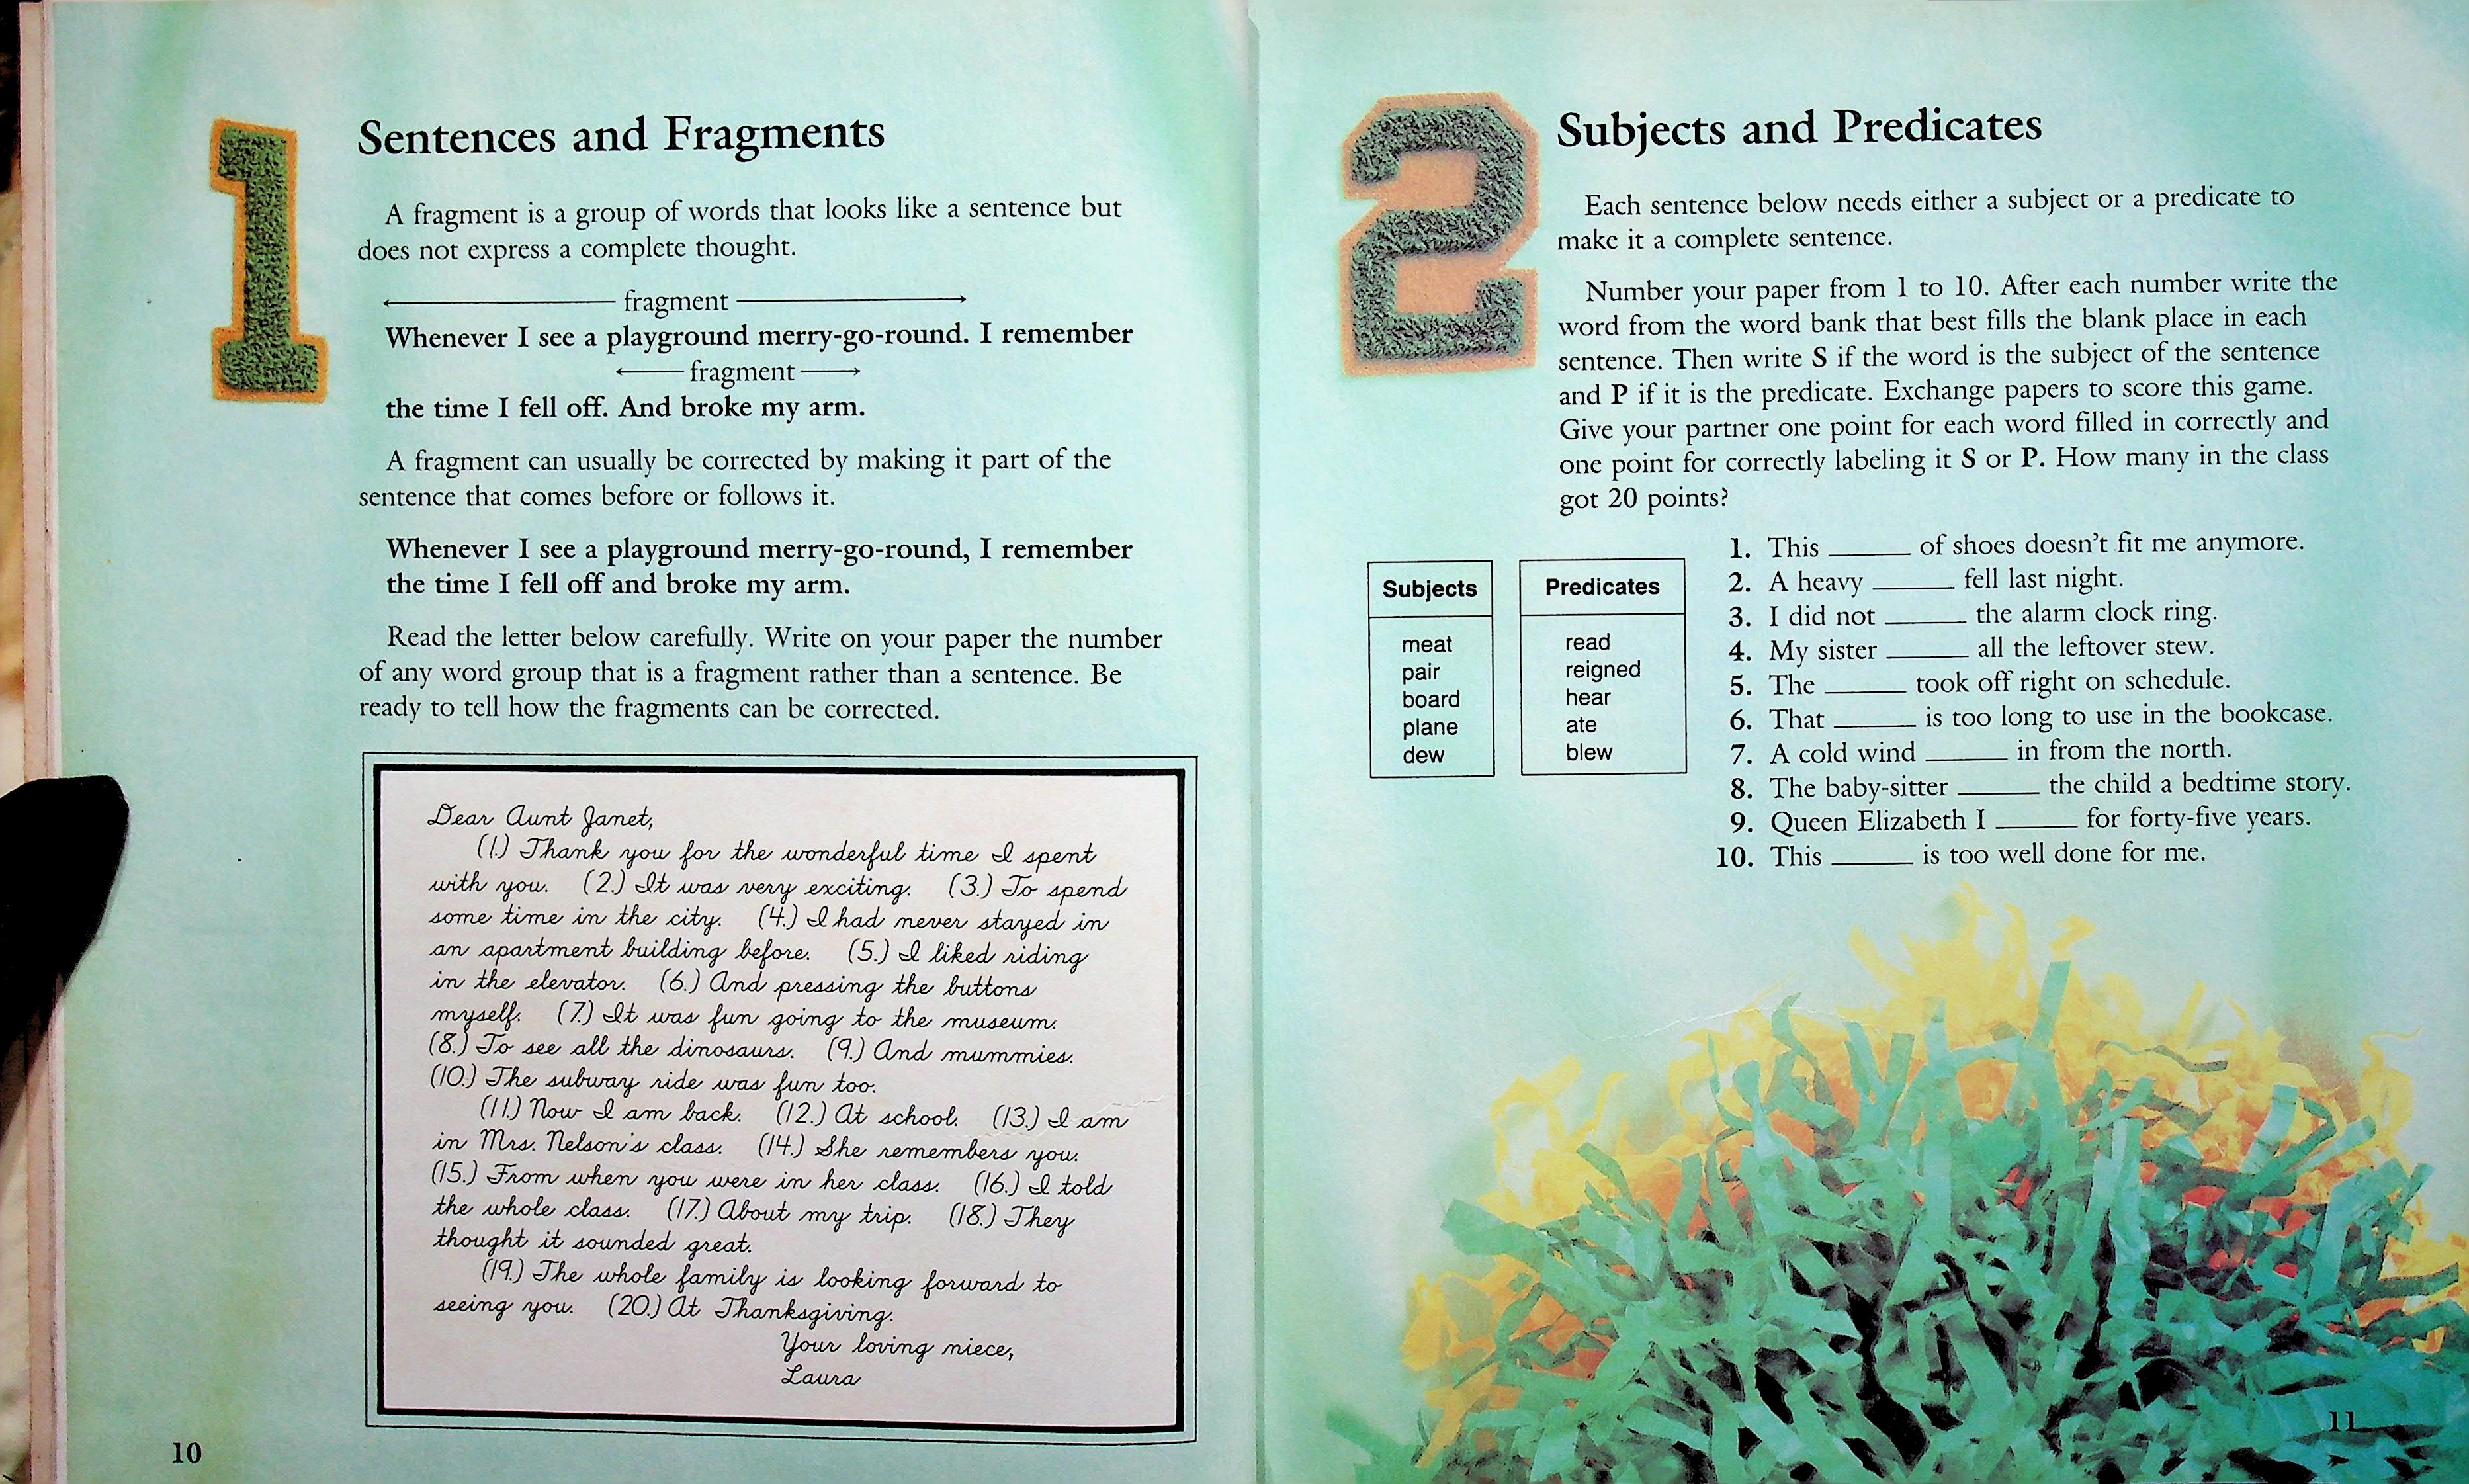 1
Sentences and Fragments
A fragment is a group of words that looks like a sentence but
does not express a complete thought.
fragment
Whenever I see a playground merry-go-round. I remember
fragment
the time I fell off. And broke my arm.
A fragment can usually be corrected by making it part of the
sentence that comes before or follows it.
Whenever I see a playground merry-go-round, I remember
the time I fell off and broke my arm.
Read the letter below carefully. Write on your paper the number
of any word group that is a fragment rather than a sentence. Be
ready to tell how the fragments can be corrected.
Dear Aunt Janet,
(1.) Thank you for the wonderful time I spent
with you. (2.) It was very exciting. (3.) To spend
some time in the city. (4.) I had never stayed in
an apartment building before. (5.) I liked riding
in the elevator. (6.) And pressing the buttons
myself. (7.) It was fun going to the museum.
(8.) To see all the dinosaurs. (9.) And mummies.
(10.) The subway ride was fun too.
(11.) Now I am back. (12.) At school. (13.) I am
in Mrs. Nelson's class. (14.) She remembers you.
(15.) From when you were in her class. (16.) I told
the whole class. (17.) About my trip. (18.) They
thought it sounded great.
(19.) The whole family is looking forward to
seeing you. (20.) At Thanksgiving.
Your loving niece,
Laura
10
2
Subjects and Predicates
Each sentence below needs either a subject or a predicate to
make it a complete sentence.
Number your paper from 1 to 10. After each number write the
word from the word bank that best fills the blank place in each
sentence. Then write S if the word is the subject of the sentence
and P if it is the predicate. Exchange papers to score this game.
Give your partner one point for each word filled in correctly and
one point for correctly labeling it S or P. How many in the class
got 20 points?
Subjects
meat
pair
board
plane
dew
Predicates
read
reigned
hear
ate
blew
1. This ______ of shoes doesn't fit me anymore.
2. A heavy ______ fell last night.
3. I did not ______ the alarm clock ring.
4. My sister ______ all the leftover stew.
5. The ______ took off right on schedule.
6. That ______ is too long to use in the bookcase.
7. A cold wind ______ in from the north.
8. The baby-sitter ______ the child a bedtime story.
9. Queen Elizabeth I ______ for forty-five years.
10. This ______ is too well done for me.
11